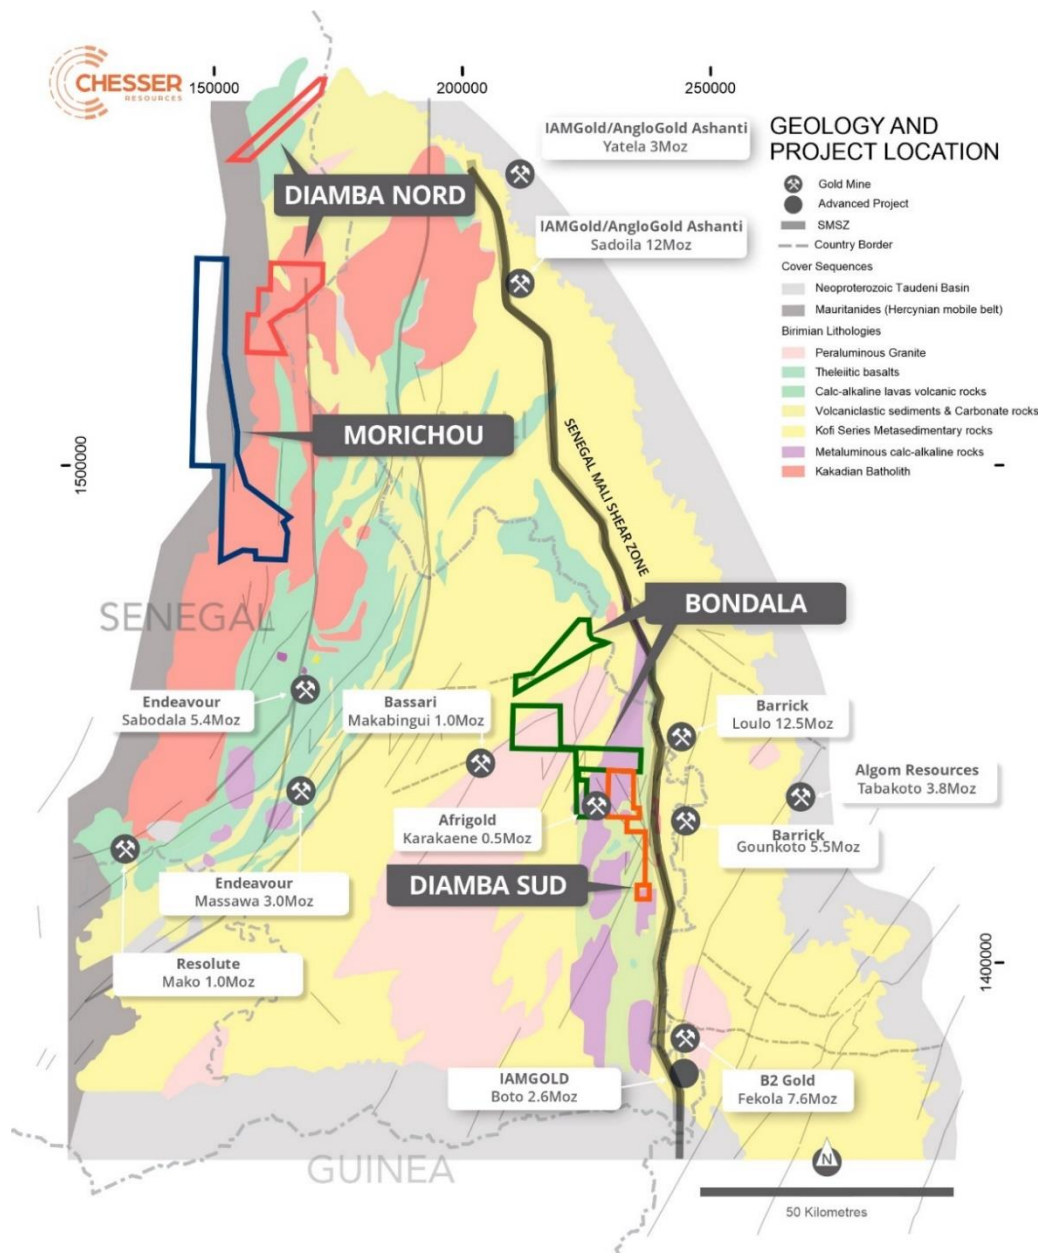 CHESSER
RESOURCES
150000
200000
250000
GEOLOGY AND
PROJECT LOCATION
Gold Mine
Advanced Project
SMSZ
Country Border
Cover Sequences
Neoproterozoic Taudeni Basin
Mauritanides (Hercynian mobile belt)
Birimian Lithologies
Peraluminous Granite
Theleiitic basalts
Calc-alkaline lavas volcanic rocks
Volcaniclastic sediments & Carbonate rocks
Kofi Series Metasedimentary rocks
Metaluminous calc-alkaline rocks
Kakadian Batholith
IAMGold/AngloGold Ashanti
Yatela 3Moz
DIAMBA NORD
IAMGold/AngloGold Ashanti
Sadoila 12Moz
MORICHOU
1500000
SENEGAL MALI SHEAR ZONE
SENEGAL
BONDALA
Endeavour
Sabodala 5.4Moz
Bassari
Makabingui 1.0Moz
Barrick
Loulo 12.5Moz
Algom Resources
Tabakoto 3.8Moz
Afrigold
Karakaene 0.5Moz
Barrick
Gounkoto 5.5Moz
Endeavour
Massawa 3.0Moz
DIAMBA SUD
Resolute
Mako 1.0Moz
1400000
IAMGOLD
Boto 2.6Moz
B2 Gold
Fekola 7.6Moz
GUINEA
N
50 Kilometres